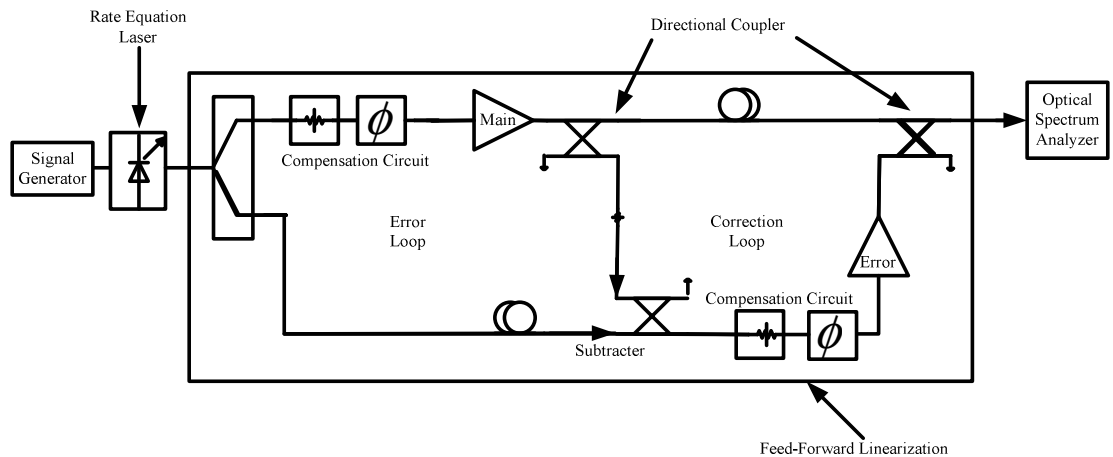 Rate Equation
Laser
Directional Coupler
Signal
Generator
Compensation Circuit
ϕ
Main
Optical
Spectrum
Analyzer
Error
Loop
Correction
Loop
Error
Compensation Circuit
ϕ
Subtracter
Feed-Forward Linearization